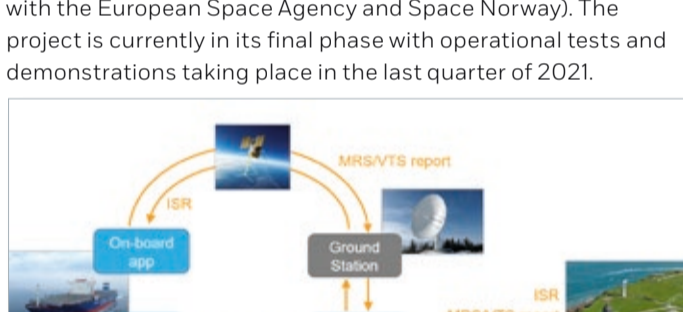 with the European Space Agency and Space Norway). The
project is currently in its final phase with operational tests and
demonstrations taking place in the last quarter of 2021.
MRS/VTS report
ISR
On-board
app
Ground
Station
ISR